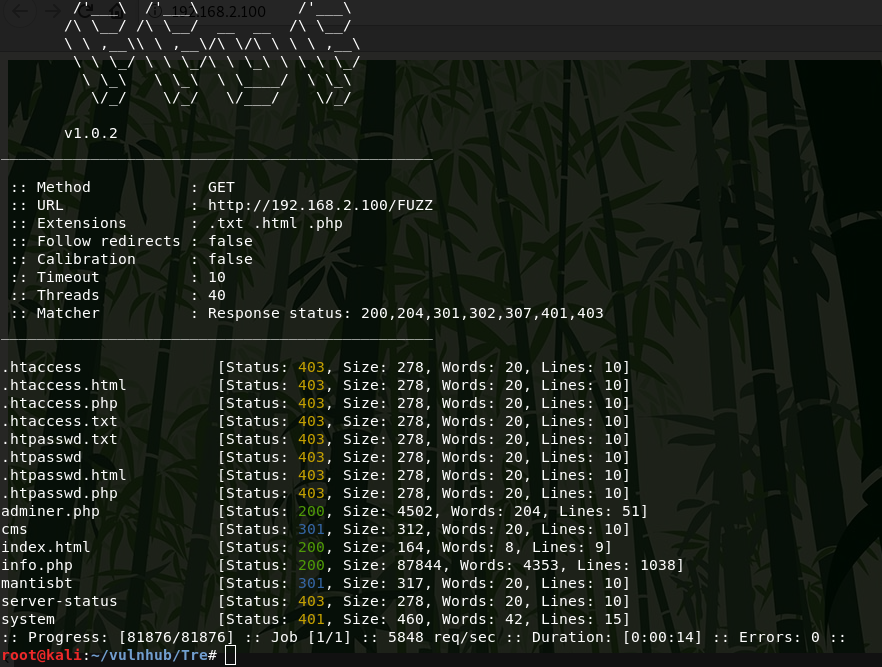 192.168.2.100
v1.0.2
:: Method : GET
:: URL : http://192.168.2.100/FUZZ
:: Extensions : .txt .html .php
:: Follow redirects : false
:: Calibration : false
:: Timeout : 10
:: Threads : 40
:: Matcher : Response status: 200,204,301,302,307,401,403
.htaccess [Status: 403, Size: 278, Words: 20, Lines: 10]
.htaccess.html [Status: 403, Size: 278, Words: 20, Lines: 10]
.htaccess.php [Status: 403, Size: 278, Words: 20, Lines: 10]
.htaccess.txt [Status: 403, Size: 278, Words: 20, Lines: 10]
.htpasswd.txt [Status: 403, Size: 278, Words: 20, Lines: 10]
.htpasswd [Status: 403, Size: 278, Words: 20, Lines: 10]
.htpasswd.html [Status: 403, Size: 278, Words: 20, Lines: 10]
.htpasswd.php [Status: 403, Size: 278, Words: 20, Lines: 10]
adminer.php [Status: 200, Size: 4502, Words: 204, Lines: 51]
cms [Status: 301, Size: 312, Words: 20, Lines: 10]
index.html [Status: 200, Size: 164, Words: 8, Lines: 9]
info.php [Status: 200, Size: 87844, Words: 4353, Lines: 1038]
mantisbt [Status: 301, Size: 317, Words: 20, Lines: 10]
server-status [Status: 403, Size: 278, Words: 20, Lines: 10]
system [Status: 401, Size: 460, Words: 42, Lines: 15]
:: Progress: [81876/81876] :: Job [1/1] :: 5848 req/sec :: Duration: [0:00:14] :: Errors: 0 ::
root@kali:~/vulnhub/Tre#